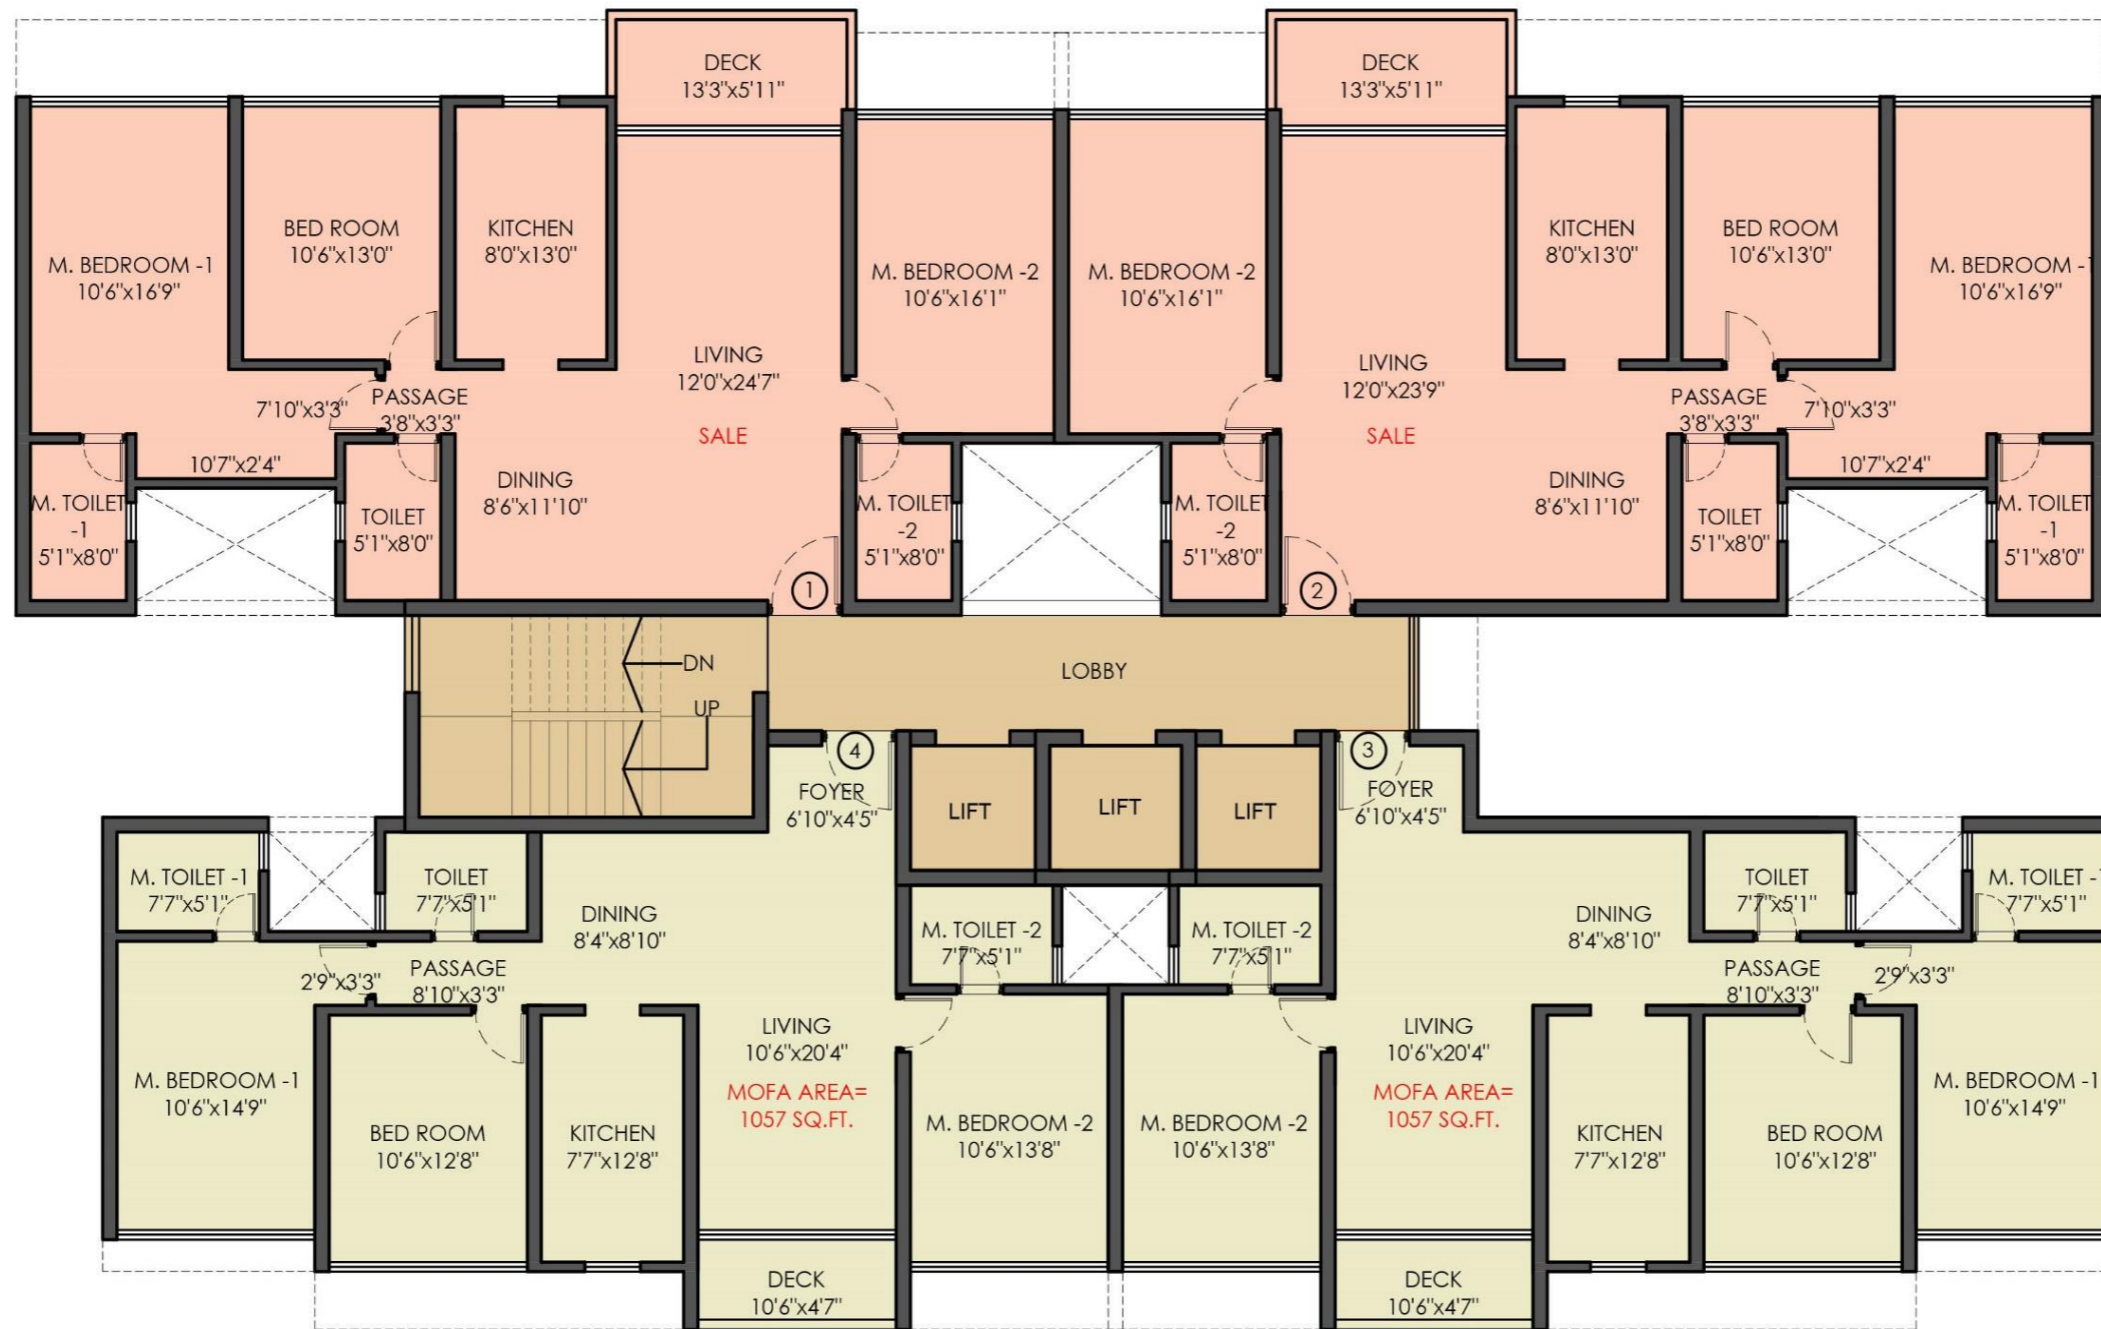 DECK
13'3"x5'11"
DECK
13'3"x5'11"
M. BEDROOM -1
10'6"x16'9"
BED ROOM
10'6"x13'0"
KITCHEN
8'0"x13'0"
LIVING
12'0"x24'7"
SALE
M. BEDROOM -2
10'6"x16'1"
M. BEDROOM -2
10'6"x16'1"
LIVING
12'0"x23'9"
SALE
KITCHEN
8'0"x13'0"
BED ROOM
10'6"x13'0"
M. BEDROOM -1
10'6"x16'9"
7'10"x3'3"
PASSAGE
3'8"x3'3"
10'7"x2'4"
PASSAGE
3'8"x3'3"
7'10"x3'3"
10'7"x2'4"
M. TOILET
-1
5'1"x8'0"
TOILET
5'1"x8'0"
DINING
8'6"x11'10"
M. TOILET
-2
5'1"x8'0"
M. TOILET
-2
5'1"x8'0"
DINING
8'6"x11'10"
TOILET
5'1"x8'0"
M. TOILET
-1
5'1"x8'0"
1
2
DN
UP
LOBBY
4
3
FOYER
6'10"x4'5"
LIFT
LIFT
LIFT
FOYER
6'10"x4'5"
M. TOILET -1
7'7"x5'1"
TOILET
7'7"x5'1"
DINING
8'4"x8'10"
M. TOILET -2
7'7"x5'1"
M. TOILET -2
7'7"x5'1"
DINING
8'4"x8'10"
TOILET
7'7"x5'1"
M. TOILET -1
7'7"x5'1"
2'9"x3'3"
PASSAGE
8'10"x3'3"
PASSAGE
8'10"x3'3"
2'9"x3'3"
M. BEDROOM -1
10'6"x14'9"
BED ROOM
10'6"x12'8"
KITCHEN
7'7"x12'8"
LIVING
10'6"x20'4"
MOFA AREA=
1057 SQ.FT.
M. BEDROOM -2
10'6"x13'8"
M. BEDROOM -2
10'6"x13'8"
LIVING
10'6"x20'4"
MOFA AREA=
1057 SQ.FT.
KITCHEN
7'7"x12'8"
BED ROOM
10'6"x12'8"
M. BEDROOM -1
10'6"x14'9"
DECK
10'6"x4'7"
DECK
10'6"x4'7"